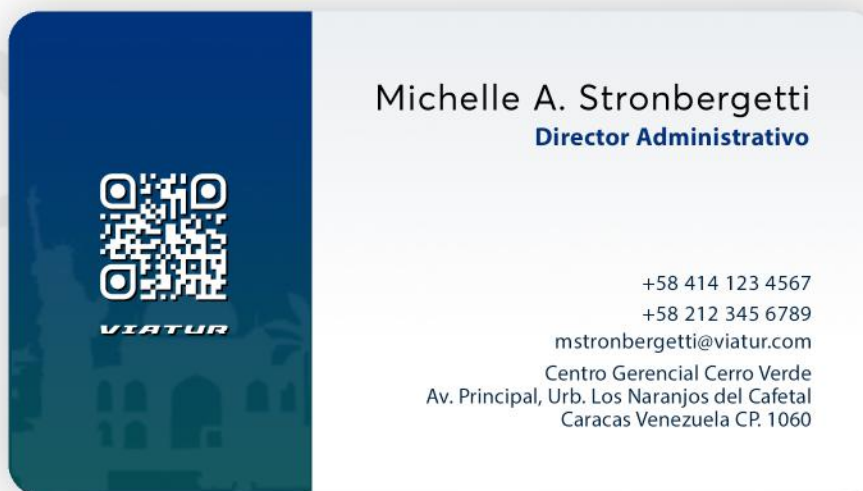 VIATUR
Michelle A. Stronbergetti
Director Administrativo
+58 414 123 4567
+58 212 345 6789
mstronbergetti@viatur.com
Centro Gerencial Cerro Verde
Av. Principal, Urb. Los Naranjos del Cafetal
Caracas Venezuela CP. 1060